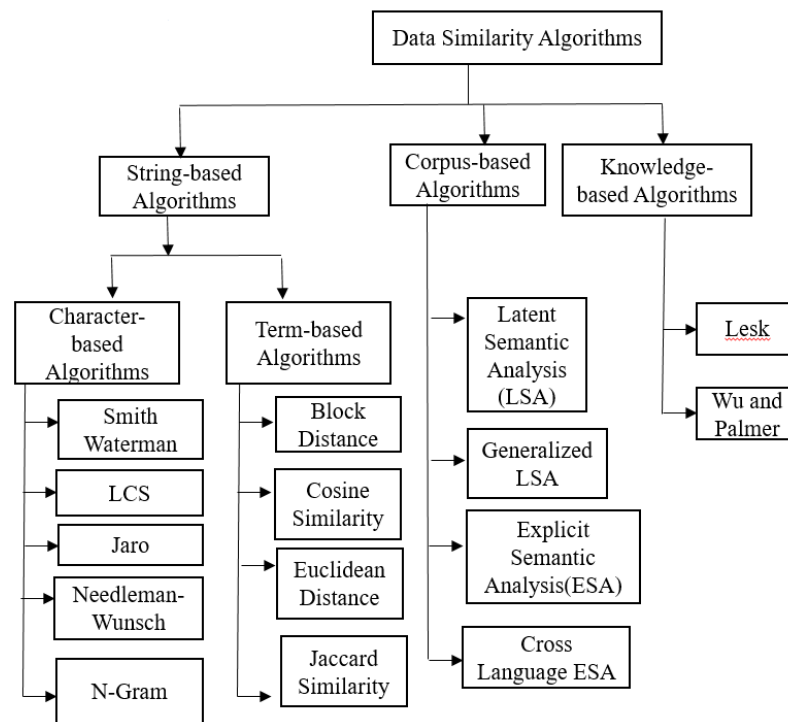 Data Similarity Algorithms
String-based
Algorithms
Corpus-based
Algorithms
Knowledge-
based Algorithms
Character-
based
Algorithms
Smith
Waterman
LCS
Jaro
Needleman-
Wunsch
N-Gram
Term-based
Algorithms
Block
Distance
Cosine
Similarity
Euclidean
Distance
Jaccard
Similarity
Latent
Semantic
Analysis
(LSA)
Generalized
LSA
Explicit
Semantic
Analysis(ESA)
Cross
Language ESA
Lesk
Wu and
Palmer